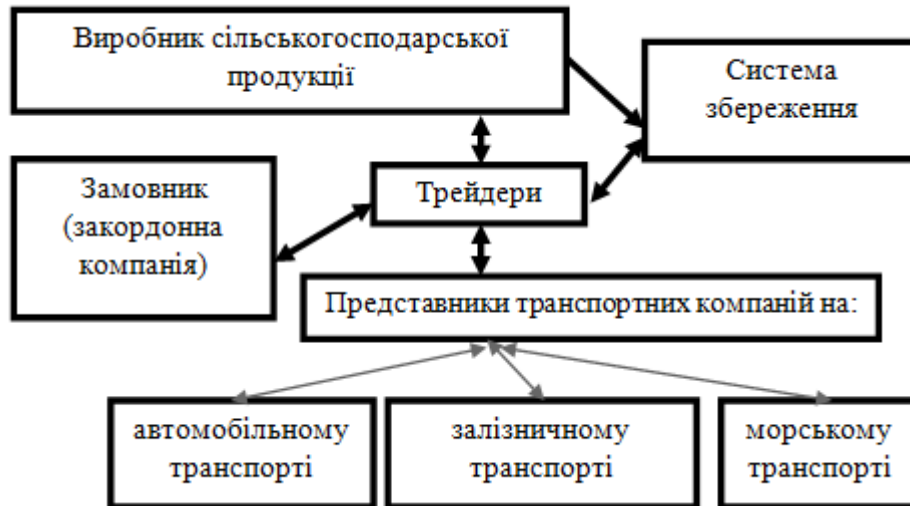 Виробник сільськогосподарської
продукції
Система
збереження
Замовник
(закордонна
компанія)
Трейдери
Представники транспортних компаній на:
автомобільному
транспорті
залізничному
транспорті
морському
транспорті